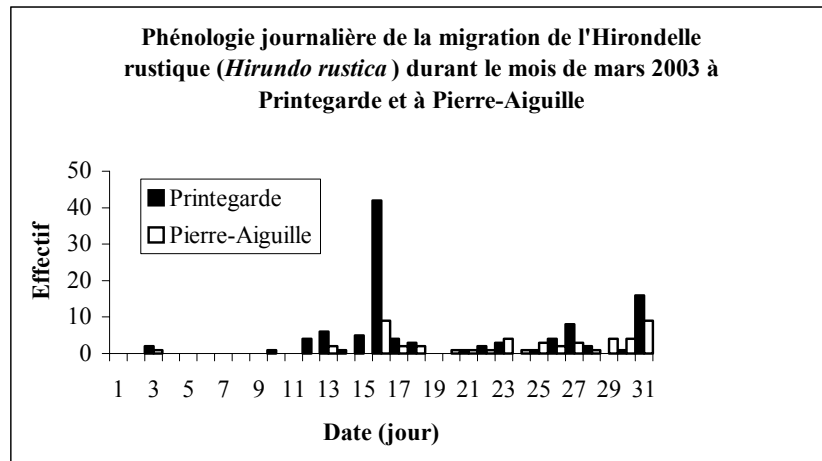 Phénologie journalière de la migration de l'Hirondelle
rustique (Hirundo rustica ) durant le mois de mars 2003 à
Printegarde et à Pierre-Aiguille
50
40
30
20
10
0
Effectif
Printegarde
Pierre-Aiguille
1 3 5 7 9 11 13 15 17 19 21 23 25 27 29 31
Date (jour)